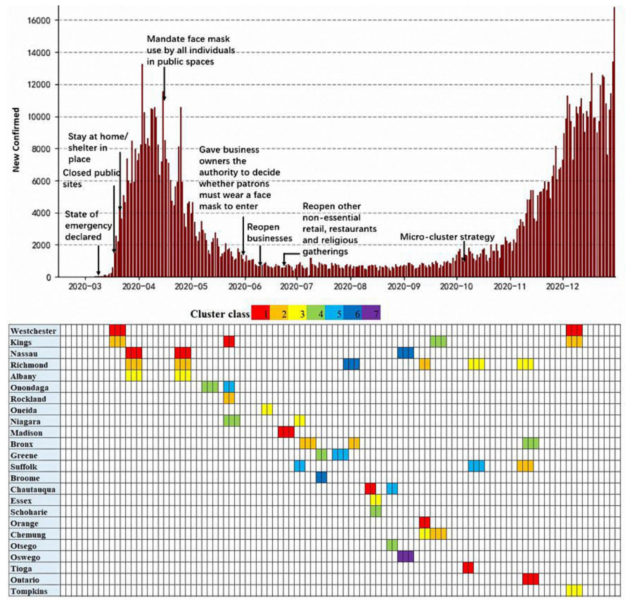 16000
14000
12000
10000
8000
6000
4000
2000
0
New Confirmed
Mandate face mask
use by all individuals
in public spaces
Stay at home/
shelter in
place
Closed public
sites
State of
emergency
declared
Gave business
owners the
authority to decide
whether patrons
must wear a face
mask to enter
Reopen
businesses
Reopen other
non-essential
retail, restaurants
and religious
gatherings
Micro-cluster strategy
2020-03 2020-04 2020-05 2020-06 2020-07 2020-08 2020-09 2020-10 2020-11 2020-12
Cluster class 1 2 3 4 5 6 7
Westchester
Kings
Nassau
Richmond
Albany
Onondaga
Rockland
Oneida
Niagara
Madison
Bronx
Greene
Suffolk
Broome
Chautauqua
Essex
Schoharie
Orange
Chemung
Otsego
Oswego
Tioga
Ontario
Tompkins